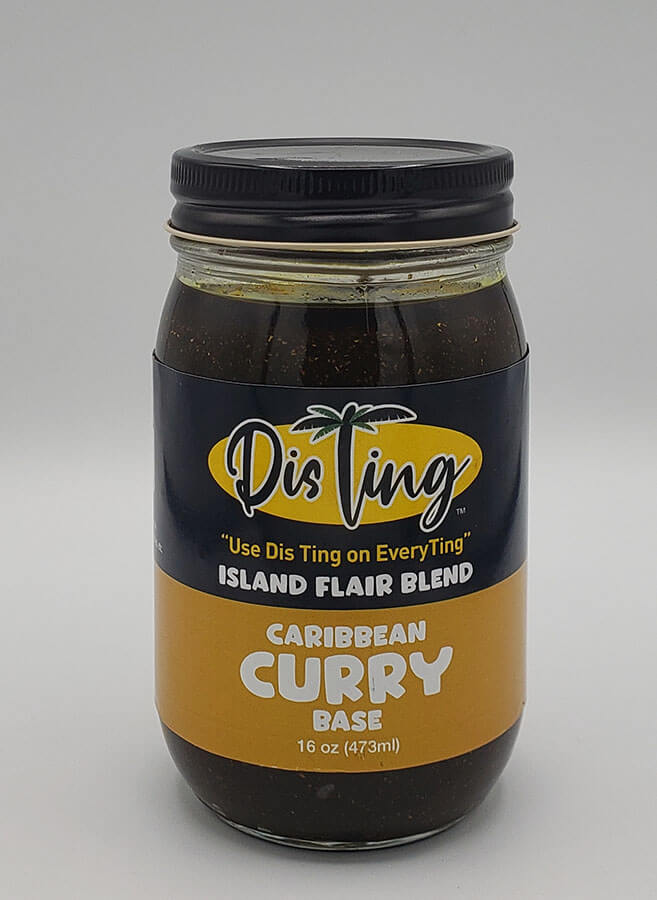 Dis Ting
TM
"Use Dis Ting on EveryTing"
ISLAND FLAIR BLEND
CARIBBEAN
CURRY
BASE
16 oz (473ml)